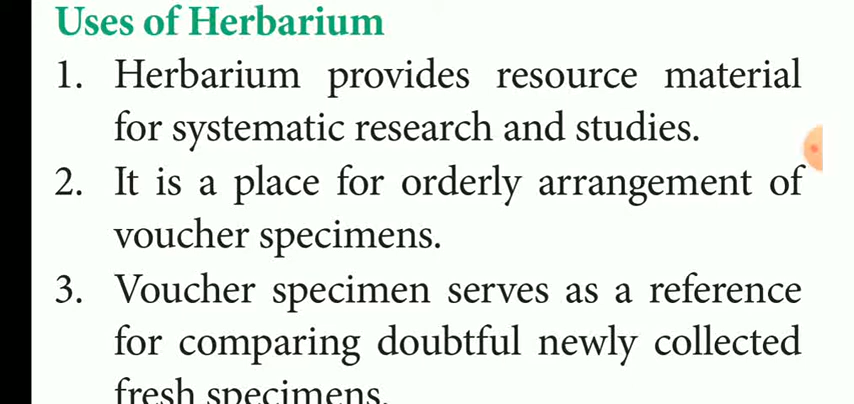 Uses of Herbarium
1. Herbarium provides resource material
for systematic research and studies.
2. It is a place for orderly arrangement of
voucher specimens.
3. Voucher specimen serves as a reference
for comparing doubtful newly collected
fresh specimens.